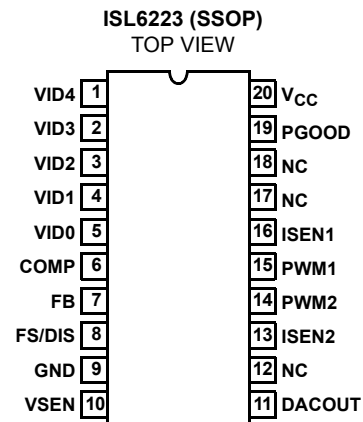 ISL6223 (SSOP)
TOP VIEW
VID4 1 20 VCC
VID3 2 19 PGOOD
VID2 3 18 NC
VID1 4 17 NC
VID0 5 16 ISEN1
COMP 6 15 PWM1
FB 7 14 PWM2
FS/DIS 8 13 ISEN2
GND 9 12 NC
VSEN 10 11 DACOUT